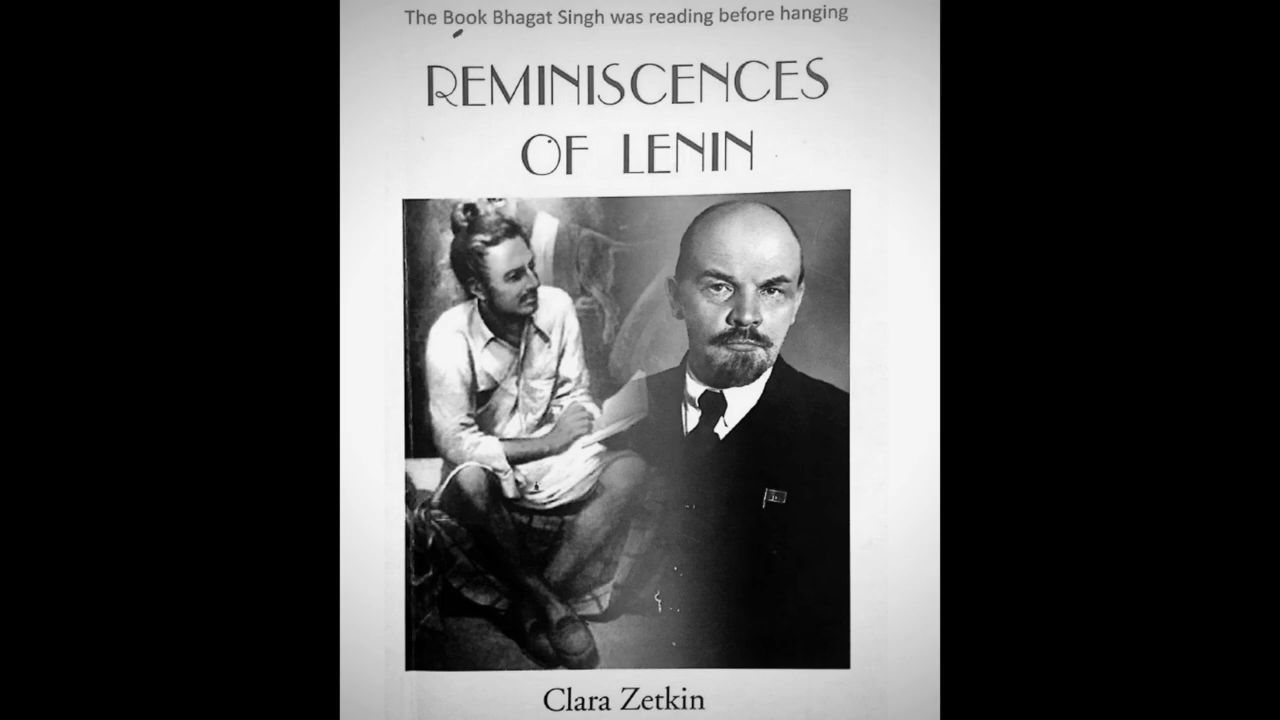 The Book Bhagat Singh was reading before hanging
REMINISCENCES
OF LENIN
Clara Zetkin